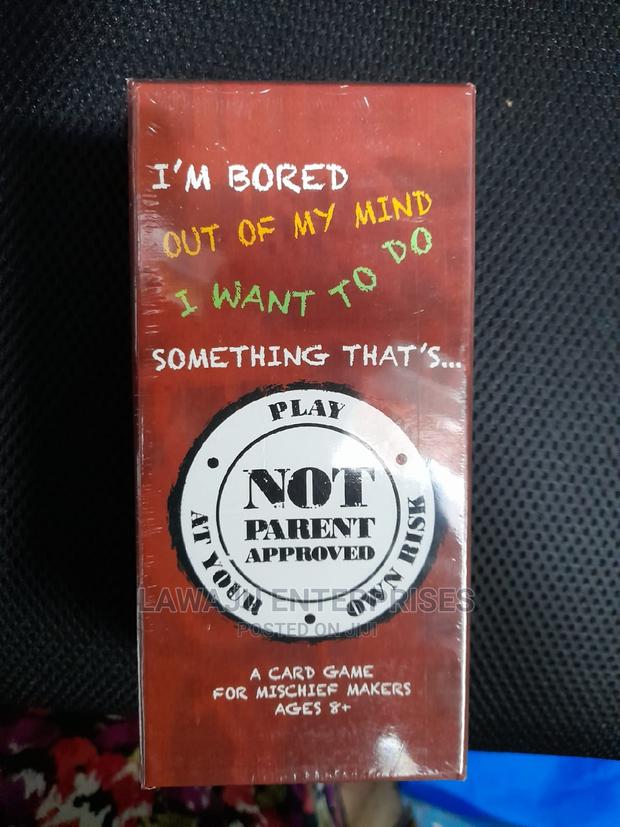 I'M BORED
OUT OF MY MIND
I WANT TO DO
SOMETHING THAT'S...
PLAY
AT YOUR
OWN RISK
NOT
PARENT
APPROVED
LAWAJU ENTERPRISES
POSTED ON JIJI
A CARD GAME
FOR MISCHIEF MAKERS
AGES 8+